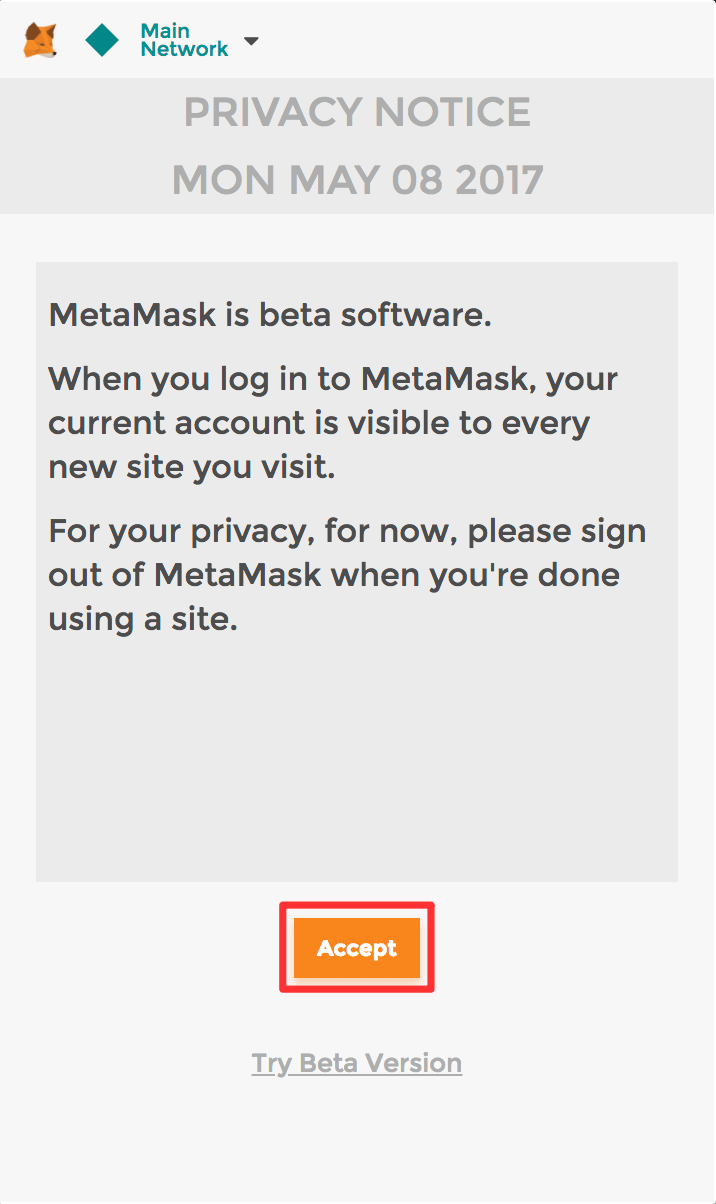 Main
Network
PRIVACY NOTICE
MON MAY 08 2017
MetaMask is beta software.
When you log in to MetaMask, your
current account is visible to every
new site you visit.
For your privacy, for now, please sign
out of MetaMask when you're done
using a site.
Accept
Try Beta Version